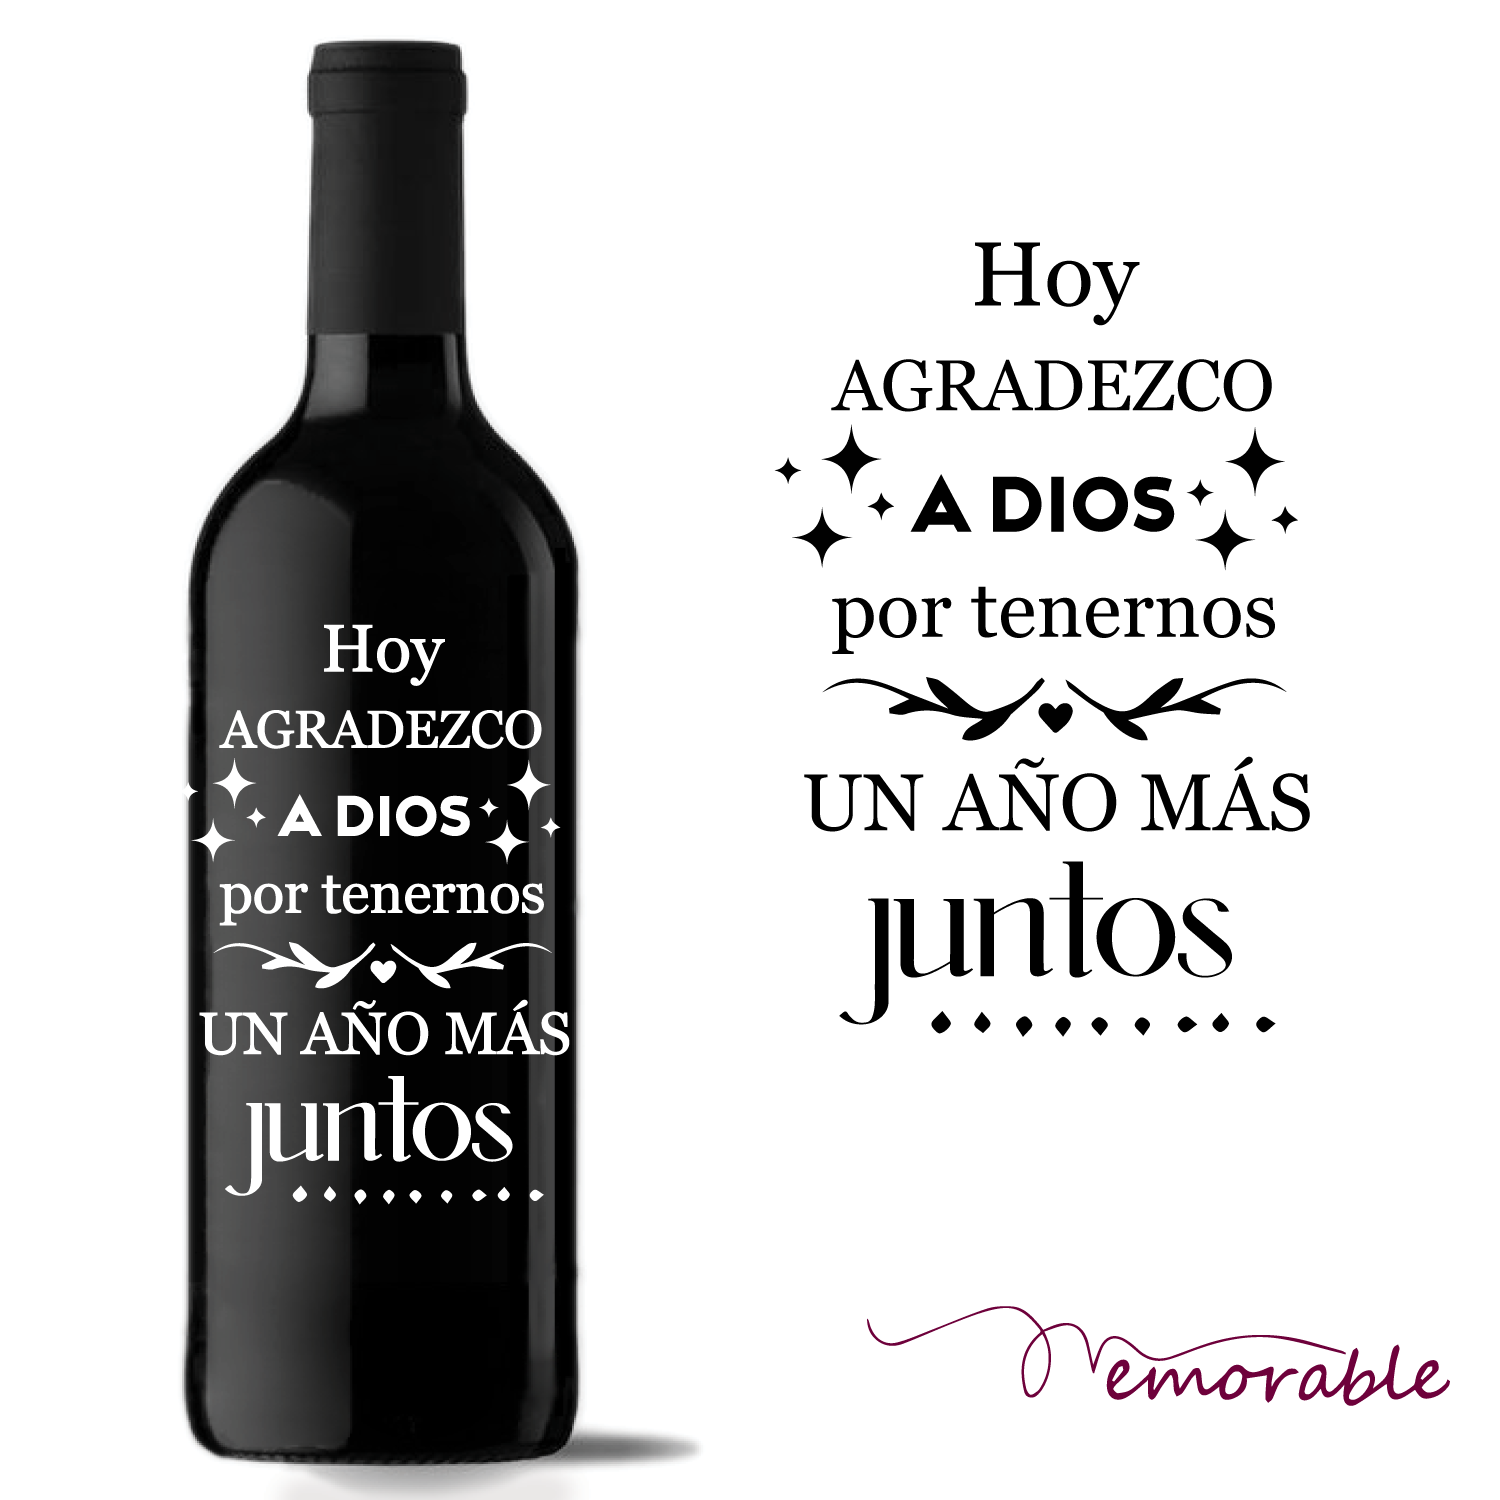 Hoy
AGRADEZCO
A DIOS
por tenernos
UN AÑO MÁS
juntos
Hoy
AGRADEZCO
A DIOS
por tenernos
UN AÑO MÁS
juntos
Memorable